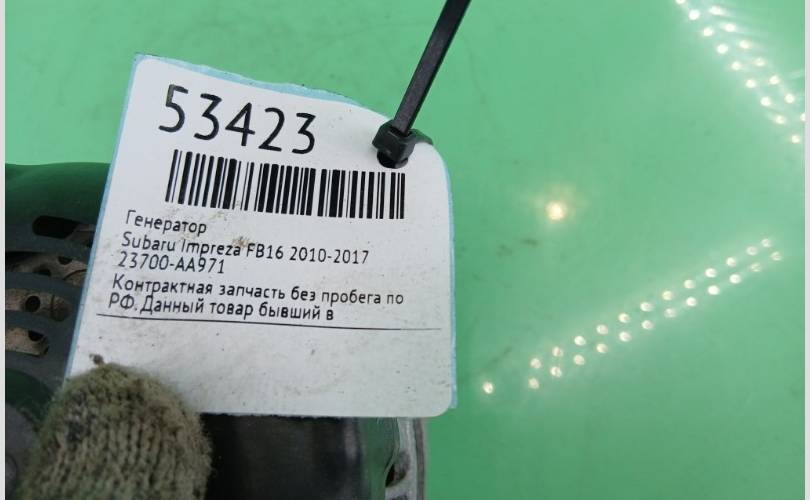 53423
Генератор
Subaru Impreza FB16 2010-2017
23700-AA971
Контрактная запчасть без пробега по
РФ. Данный товар бывший в